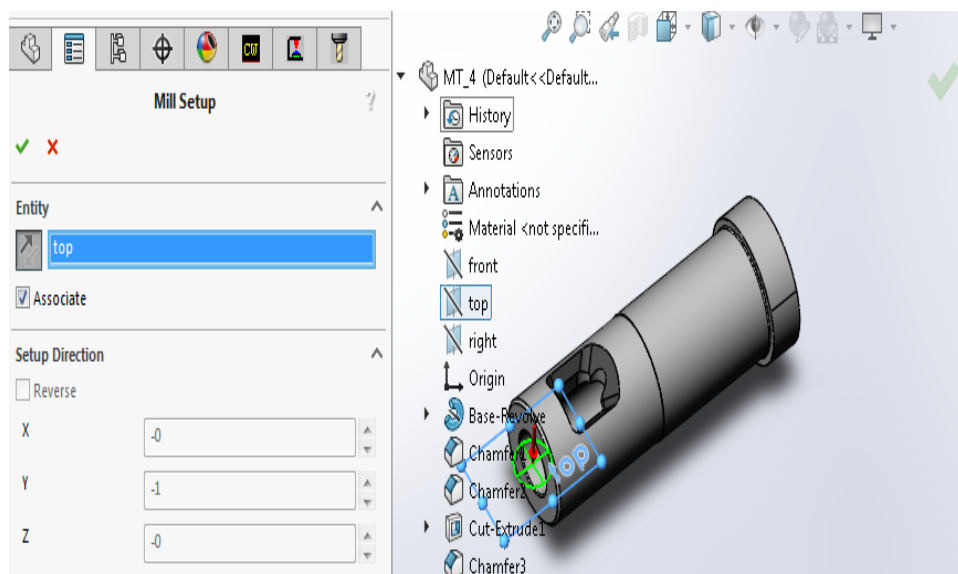 CW
Mill Setup
?
Entity
top
Associate
Setup Direction
Reverse
X
-0
Y
-1
Z
-0
MT_4 (Default<<Default...
History
Sensors
A
Annotations
Material <not specifi...
front
top
right
Origin
Base-Revolve
Chamfer1
Chamfer2
Cut-Extrude1
Chamfer3
top